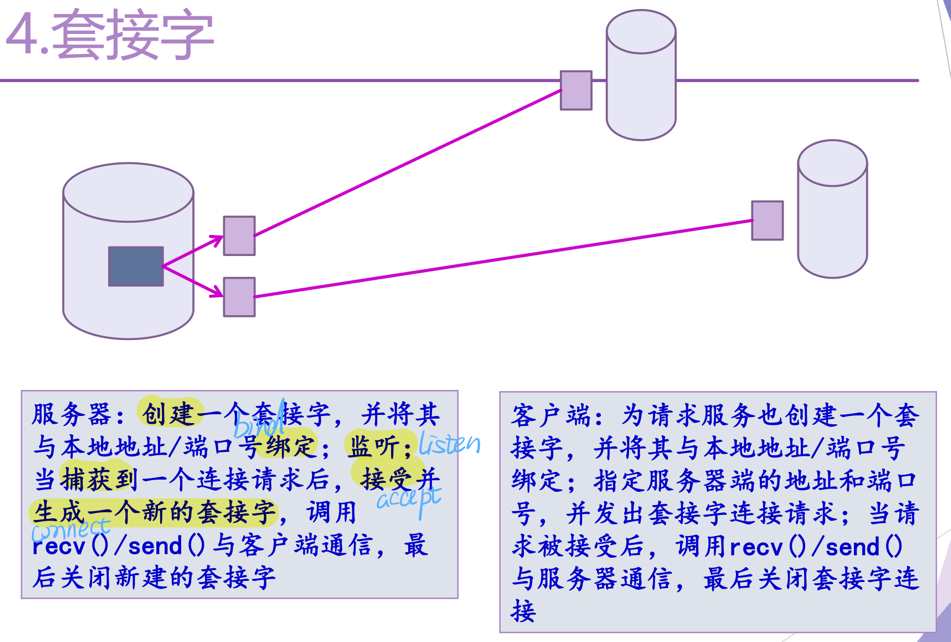 4.套接字
服务器：创建一个套接字，并将其
bind
与本地地址/端口号绑定；监听；
listen
当捕获到一个连接请求后，接受并
accept
生成一个新的套接字，调用
connect
recv()/send()与客户端通信，最
后关闭新建的套接字
客户端：为请求服务也创建一个套
接字，并将其与本地地址/端口号
绑定；指定服务器端的地址和端口
号，并发出套接字连接请求；当请
求被接受后，调用recv()/send()
与服务器通信，最后关闭套接字连
接